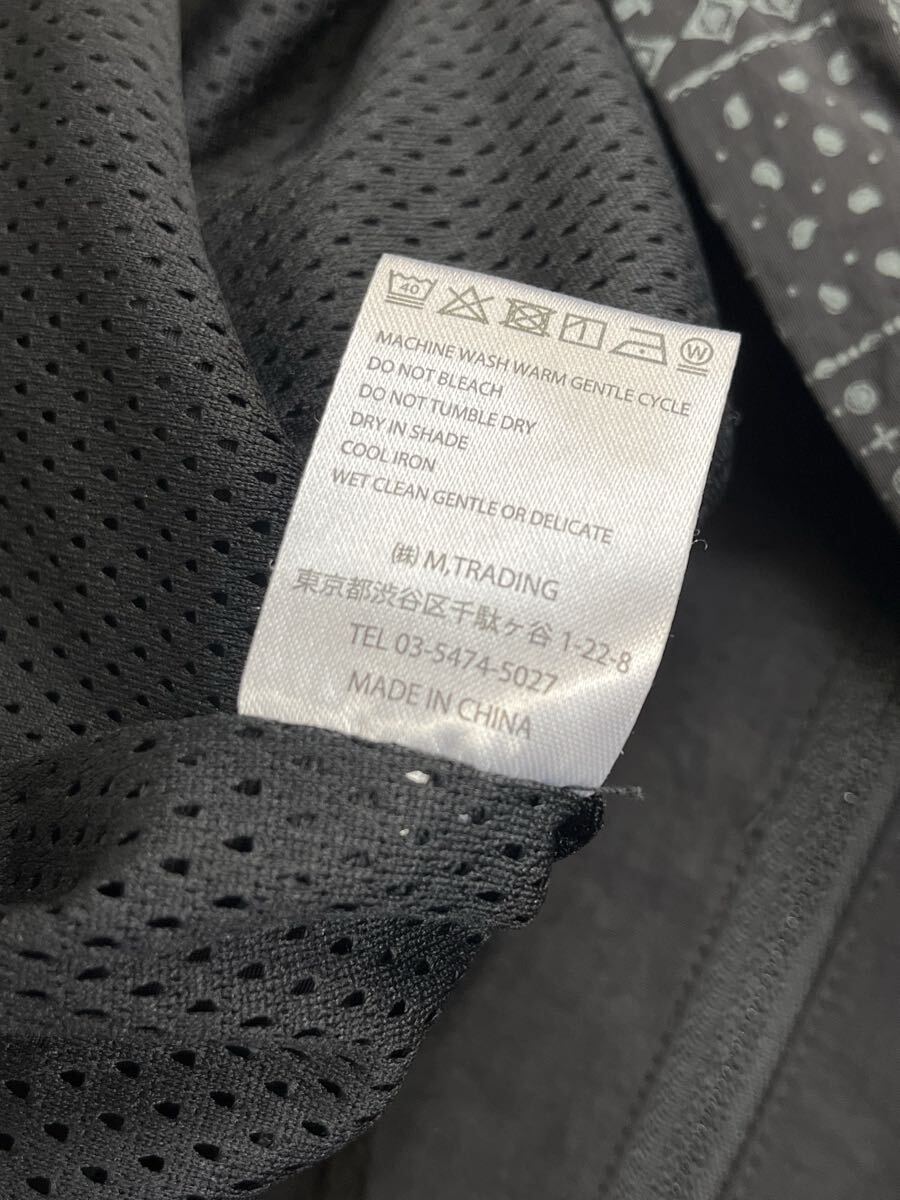 40
W
MACHINE WASH WARM GENTLE CYCLE
DO NOT BLEACH
DO NOT TUMBLE DRY
DRY IN SHADE
COOL IRON
WET CLEAN GENTLE OR DELICATE
㈱ M,TRADING
東京都渋谷区千駄ヶ谷 1-22-8
TEL 03-5474-5027
MADE IN CHINA